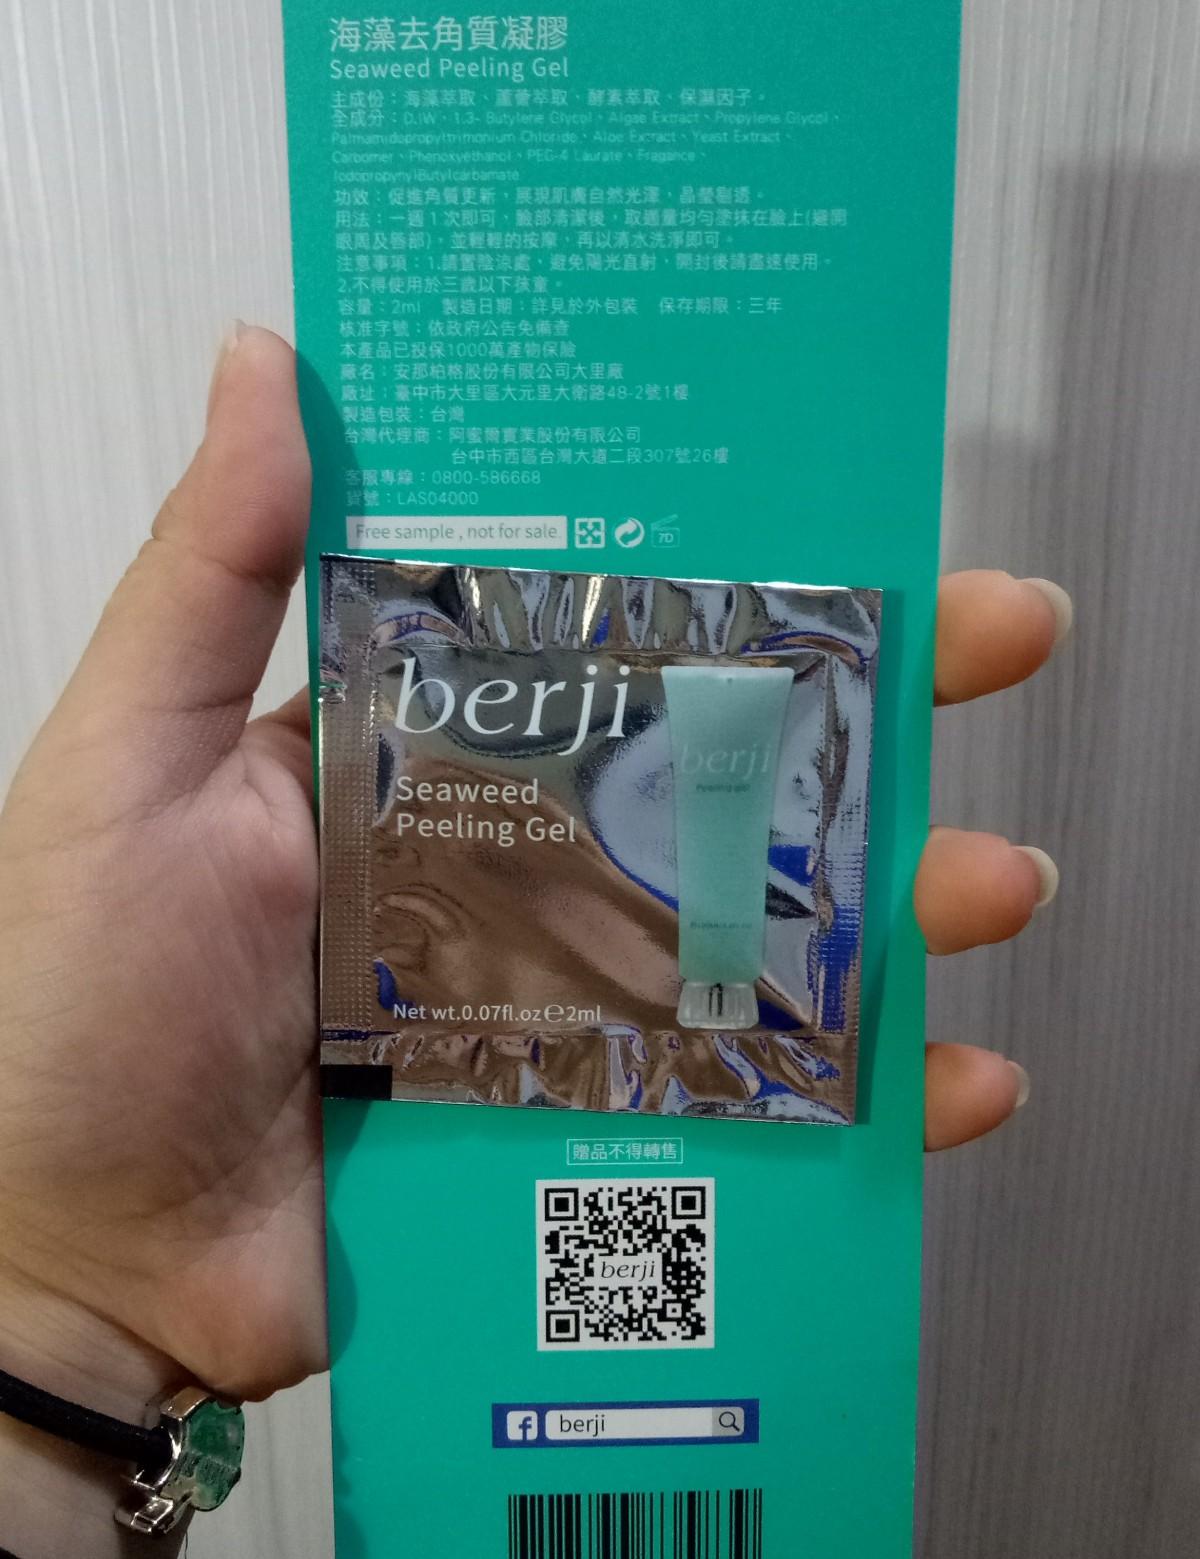 海藻去角質凝膠
Seaweed Peeling Gel
主成份：海藻萃取、蘆薈萃取、酵素萃取、保濕因子。
全成分：D.I.W、1,3- Butylene Glycol、Algae Extract、Propylene Glycol、
Palmamidopropyltrimonium Chloride、Aloe Extract、Yeast Extract、
Carbomer、Phenoxyethanol、PEG-4 Laurate、Fragance、
IodopropynylButylcarbamate
功效：促進角質更新，展現肌膚自然光澤，晶瑩剔透。
用法：一週1次即可，臉部清潔後，取適量均勻塗抹在臉上(避開
眼周及唇部)，並輕輕的按摩，再以清水洗淨即可。
注意事項：1.請置陰涼處，避免陽光直射，開封後請盡速使用。
2.不得使用於三歲以下孩童。
容量：2ml 製造日期：詳見於外包裝 保存期限：三年
核准字號：依政府公告免備查
本產品已投保1000萬產物保險
廠名：安那柏格股份有限公司大里廠
廠址：臺中市大里區大元里大衛路48-2號1樓
製造包裝：台灣
台灣代理商：阿蜜爾實業股份有限公司
台中市西區台灣大道二段307號26樓
客服專線：0800-586668
貨號：LAS04000
Free sample , not for sale.
7D
berji
Seaweed
Peeling Gel
berji
Peeling gel
Net wt.0.07fl.oz℮2ml
贈品不得轉售
berji
f berji